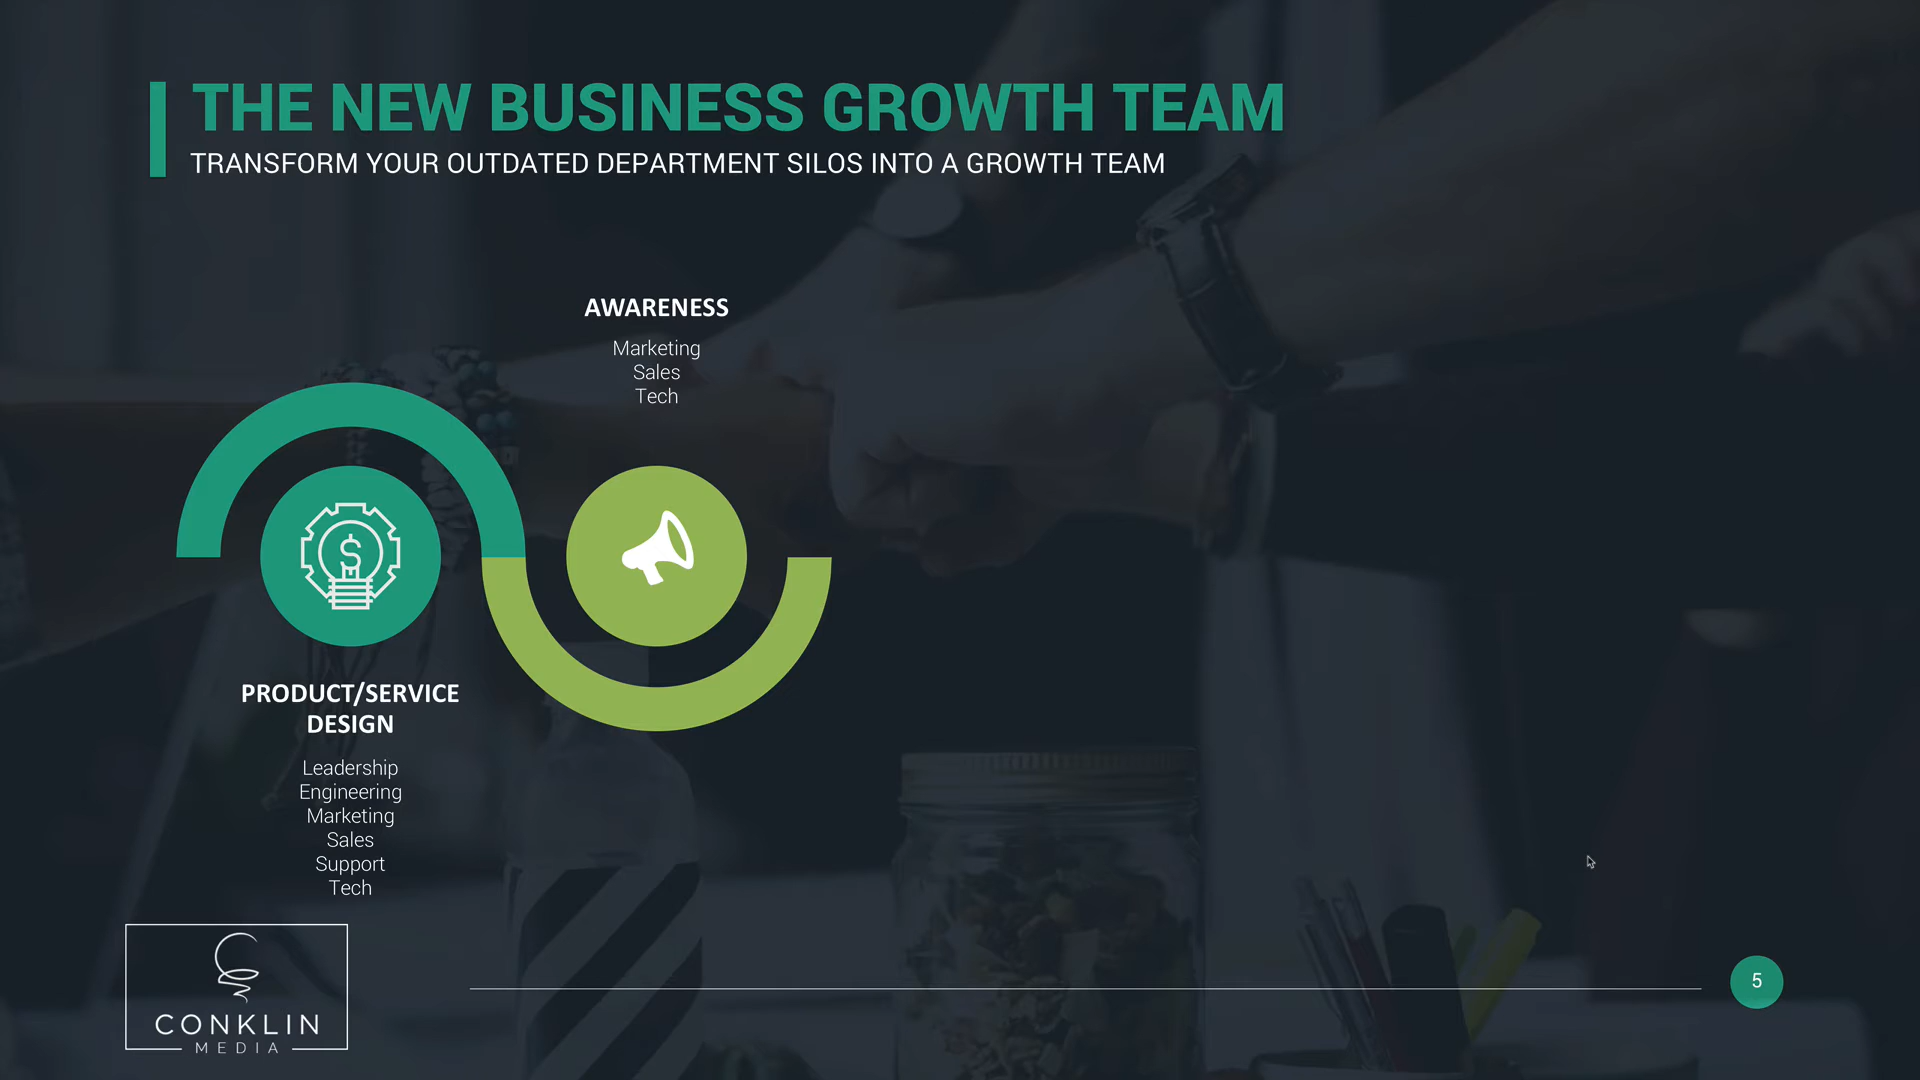 THE NEW BUSINESS GROWTH TEAM
TRANSFORM YOUR OUTDATED DEPARTMENT SILOS INTO A GROWTH TEAM
AWARENESS
Marketing
Sales
Tech
$
PRODUCT/SERVICE
DESIGN
Leadership
Engineering
Marketing
Sales
Support
Tech
CONKLIN
MEDIA
5